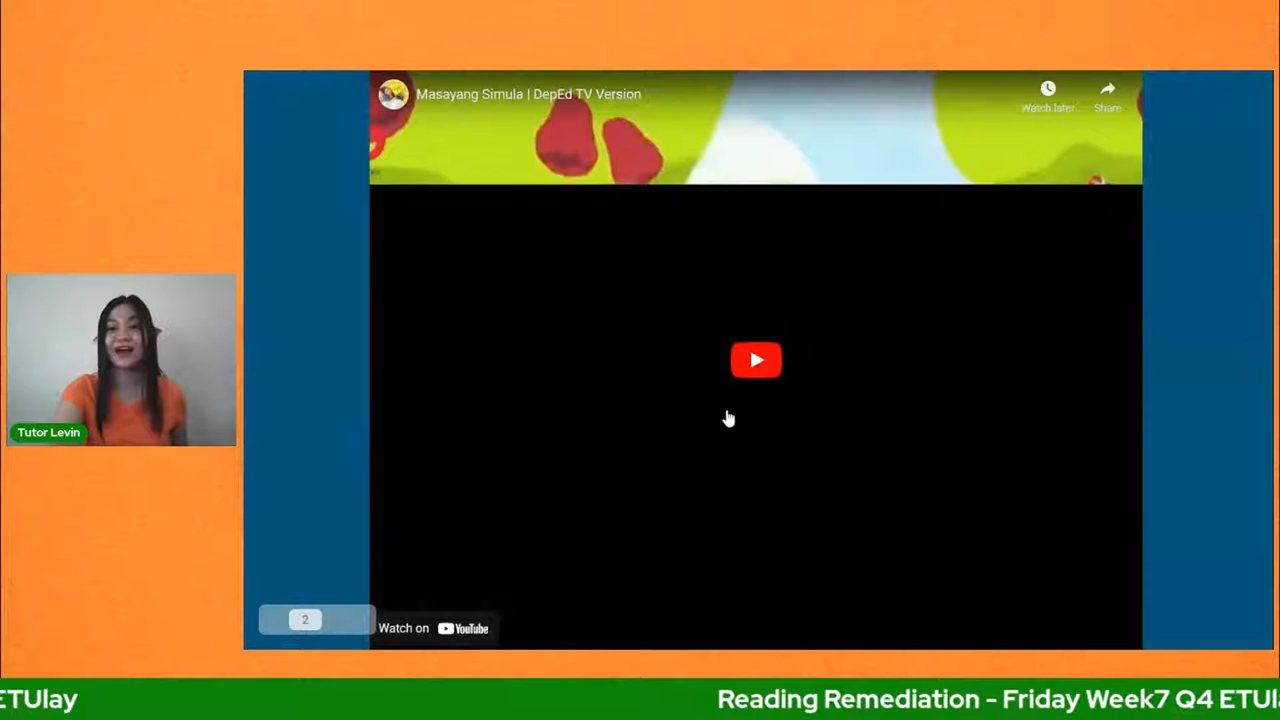 Masayang Simula | DepEd TV Version
Watch later
Share
Tutor Levin
2
Watch on YouTube
ETUlay
Reading Remediation - Friday Week7 Q4 ETUl